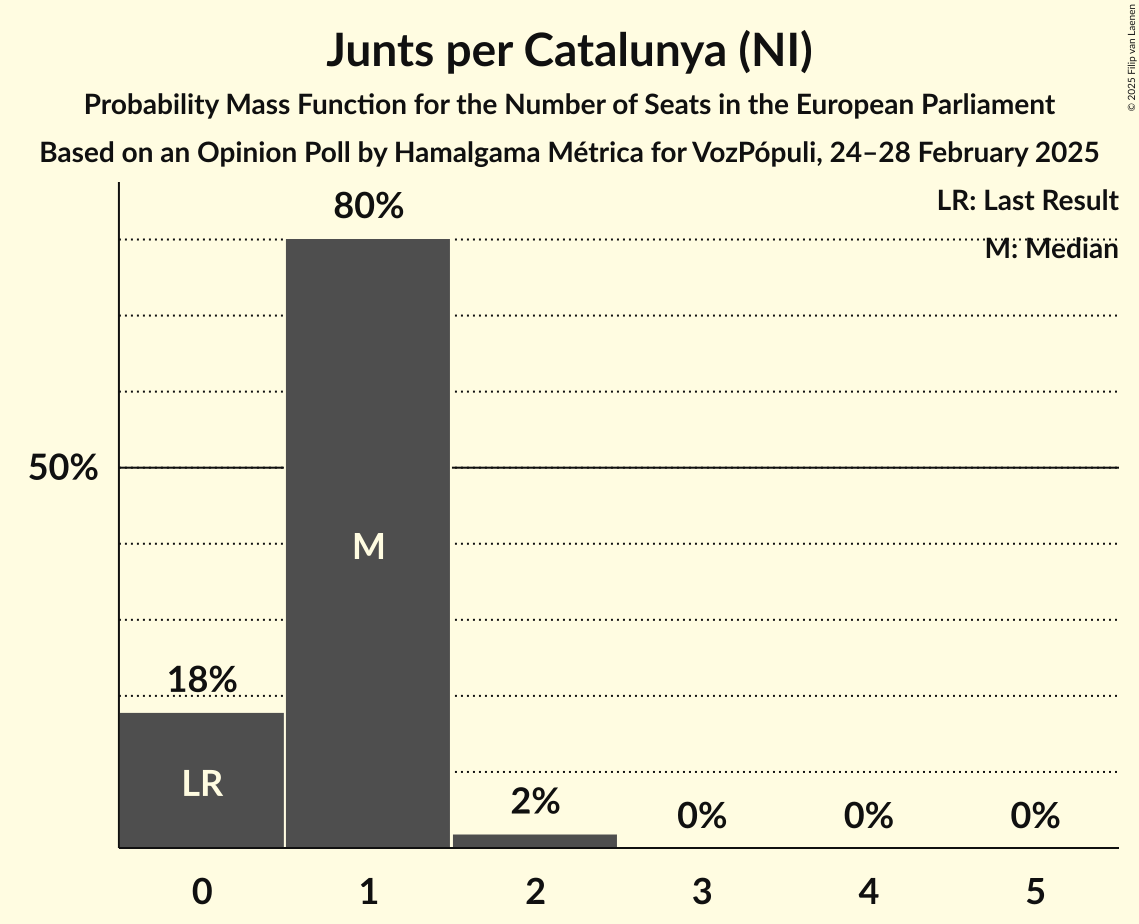 Junts per Catalunya (NI)
Probability Mass Function for the Number of Seats in the European Parliament
Based on an Opinion Poll by Hamalgama Métrica for VozPópuli, 24–28 February 2025
© 2025 Filip van Laenen
LR: Last Result
M: Median
80%
50%
M
18%
LR
2%
0%
0%
0%
0
1
2
3
4
5